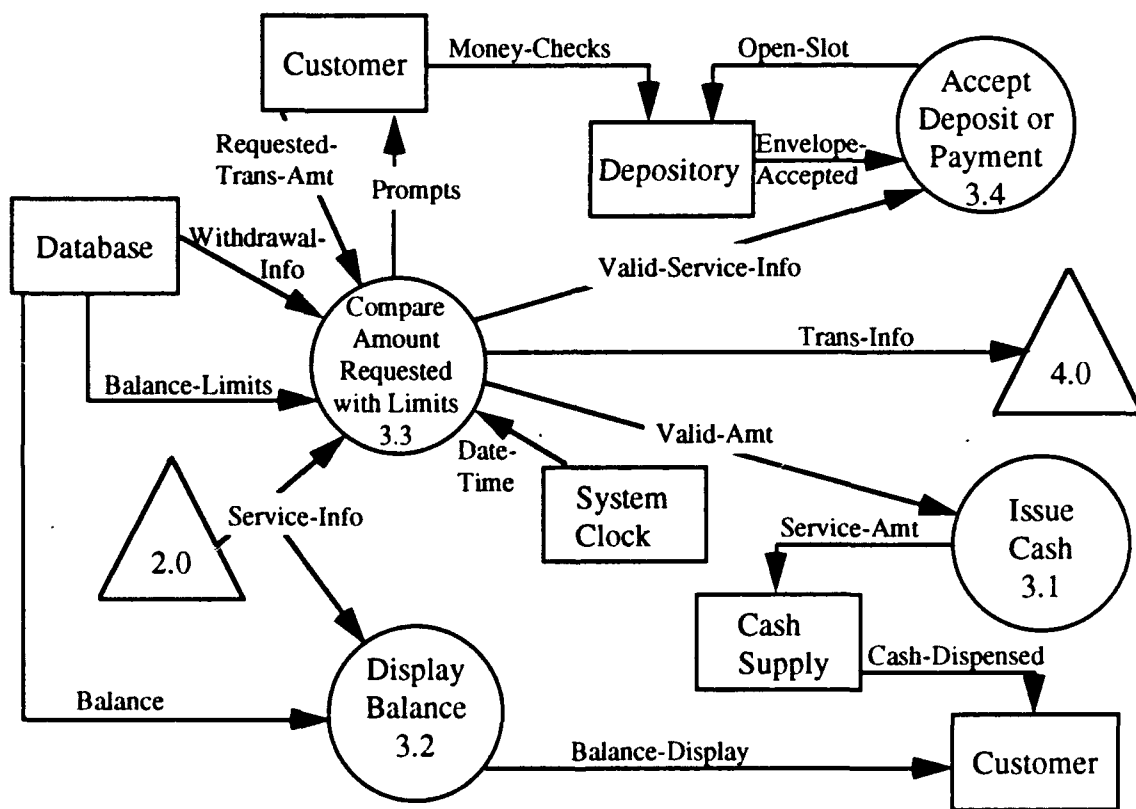 Customer
Money-Checks
Open-Slot
Accept
Deposit or
Payment
3.4
Requested-
Trans-Amt
Prompts
Depository
Envelope-
Accepted
Database
Withdrawal-
Info
Valid-Service-Info
Compare
Amount
Requested
with Limits
3.3
Trans-Info
4.0
Balance-Limits
Valid-Amt
Date-
Time
System
Clock
Service-Info
2.0
Issue
Cash
3.1
Service-Amt
Cash
Supply
Cash-Dispensed
Display
Balance
3.2
Balance
Balance-Display
Customer